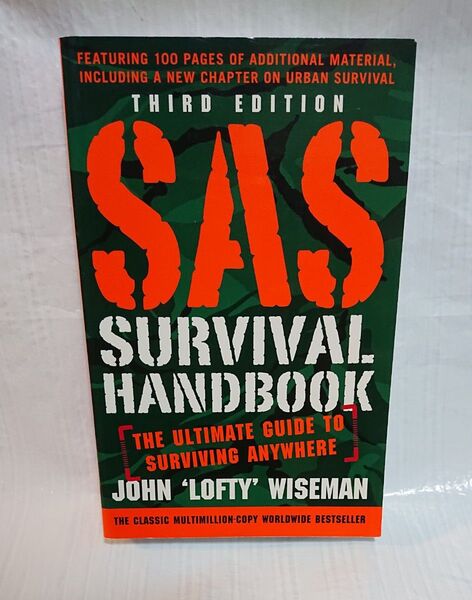 FEATURING 100 PAGES OF ADDITIONAL MATERIAL,
INCLUDING A NEW CHAPTER ON URBAN SURVIVAL
THIRD EDITION
SAS
SURVIVAL
HANDBOOK
THE ULTIMATE GUIDE TO
SURVIVING ANYWHERE
JOHN 'LOFTY' WISEMAN
THE CLASSIC MULTIMILLION-COPY WORLDWIDE BESTSELLER